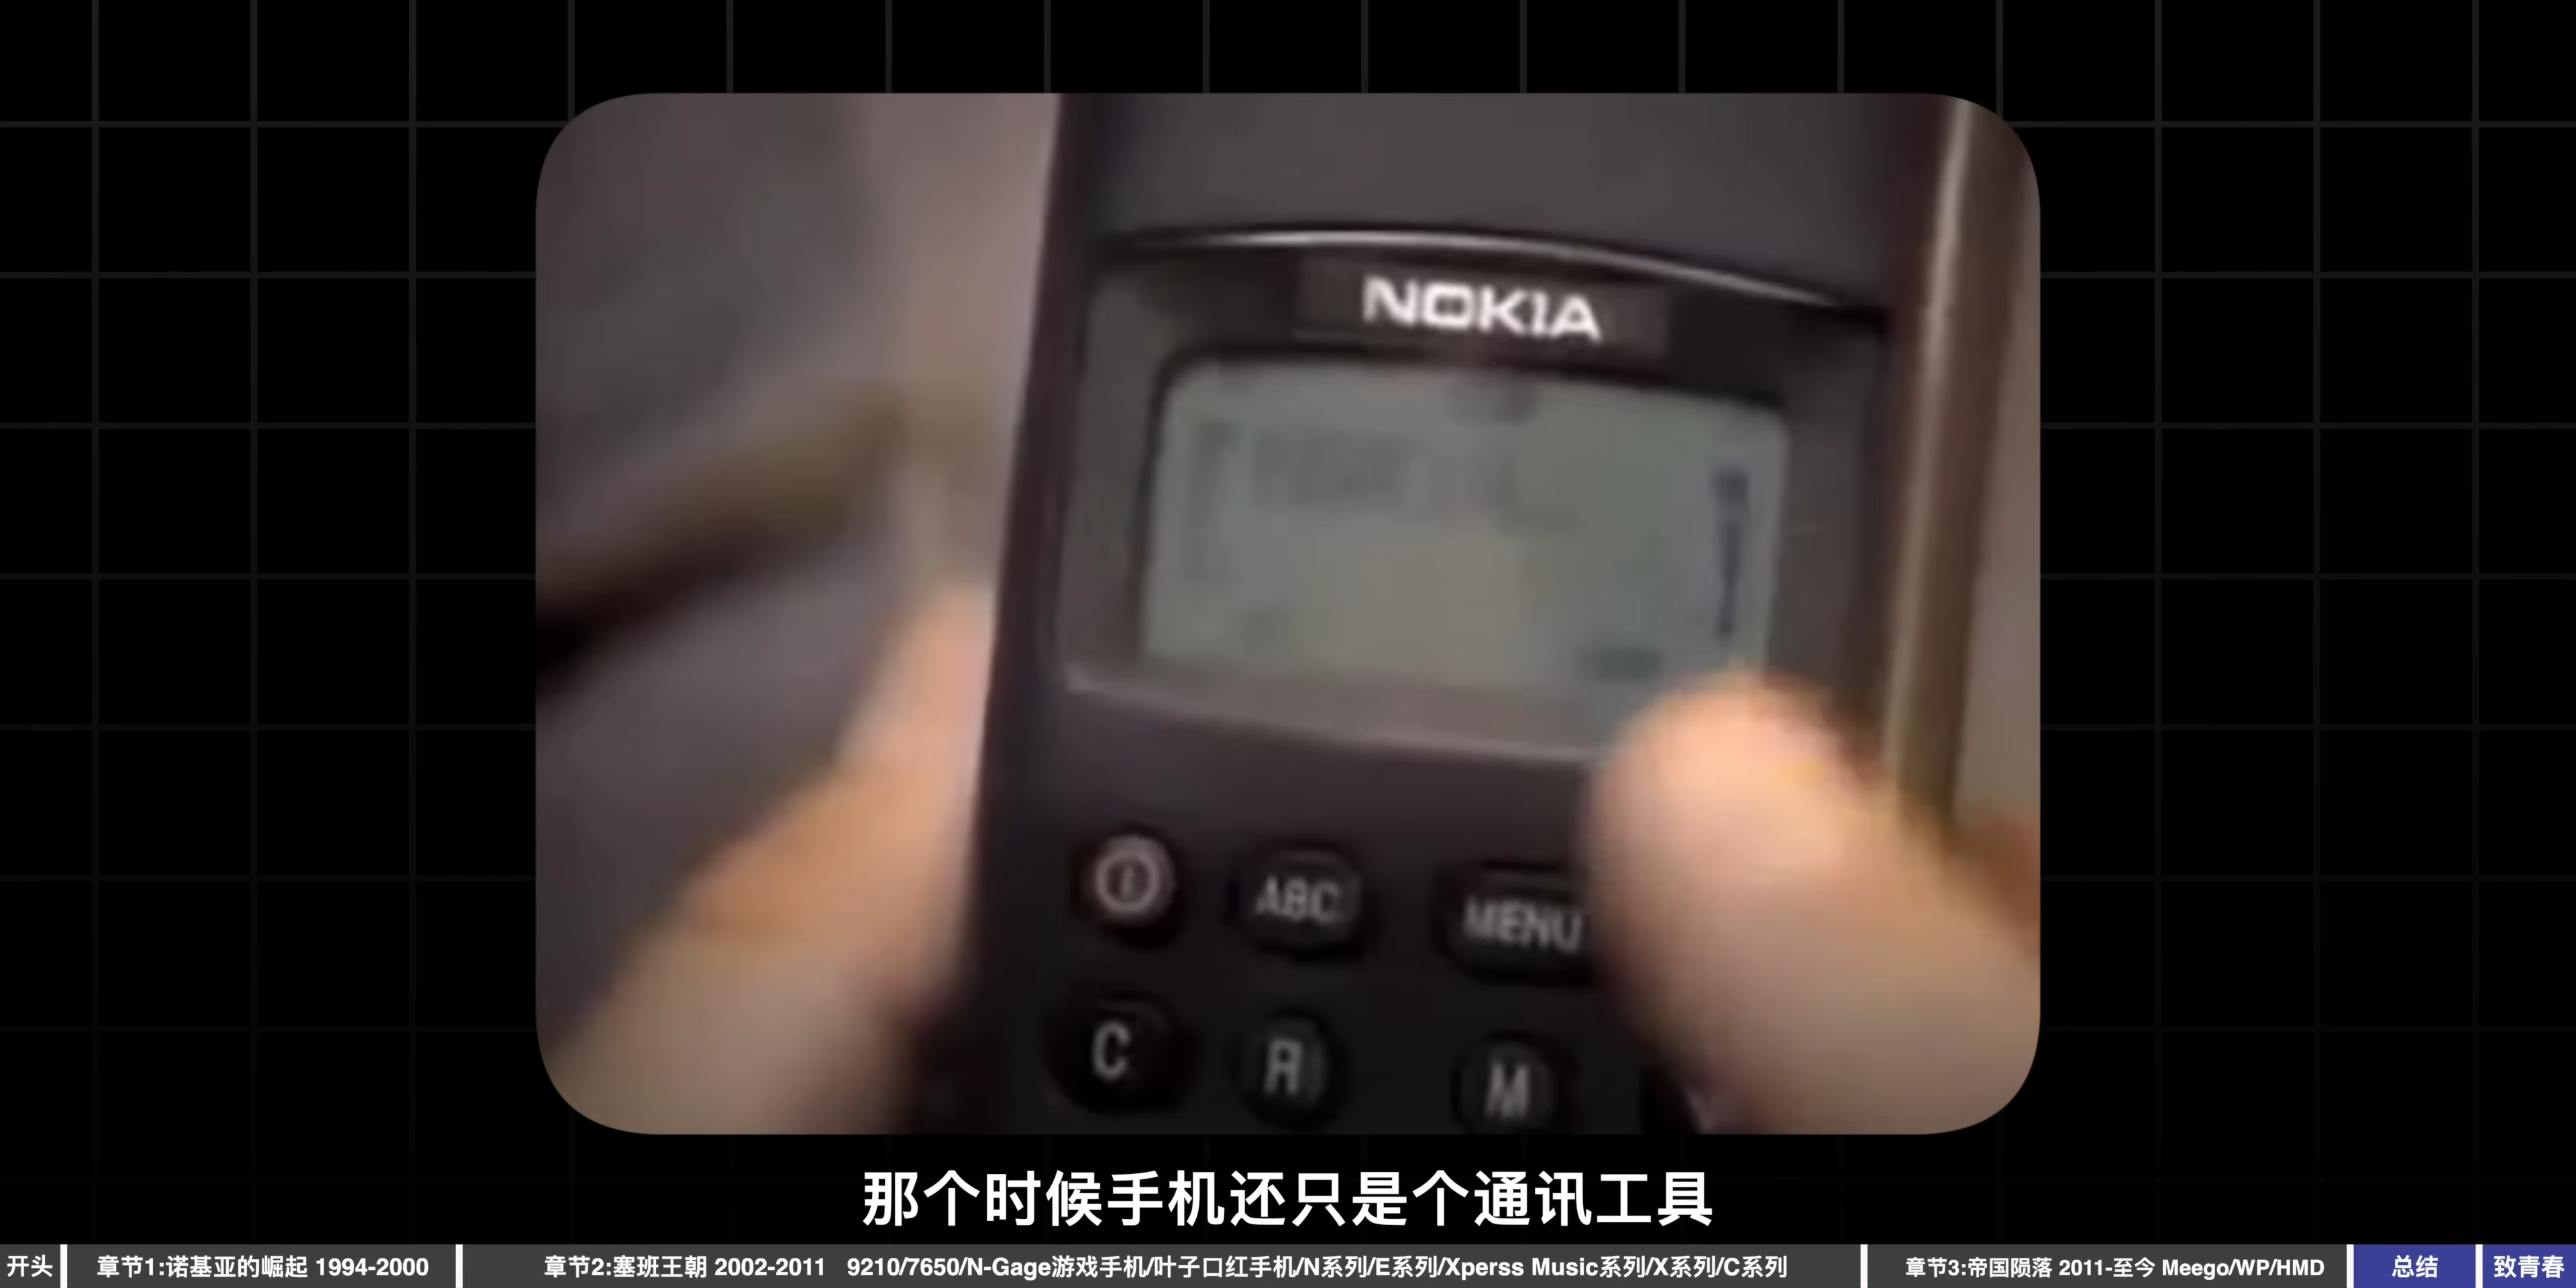 NOKIA
ABC
MENU
C
R
M
那个时候手机还只是个通讯工具
开头 章节1:诺基亚的崛起 1994-2000 章节2:塞班王朝 2002-2011 9210/7650/N-Gage游戏手机/叶子口红手机/N系列/E系列/Xperss Music系列/X系列/C系列 章节3:帝国陨落 2011-至今 Meego/WP/HMD 总结 致青春